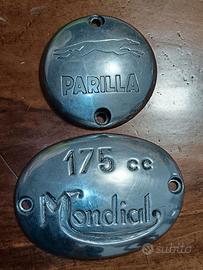 PARILLA
175 cc
Mondial
subito